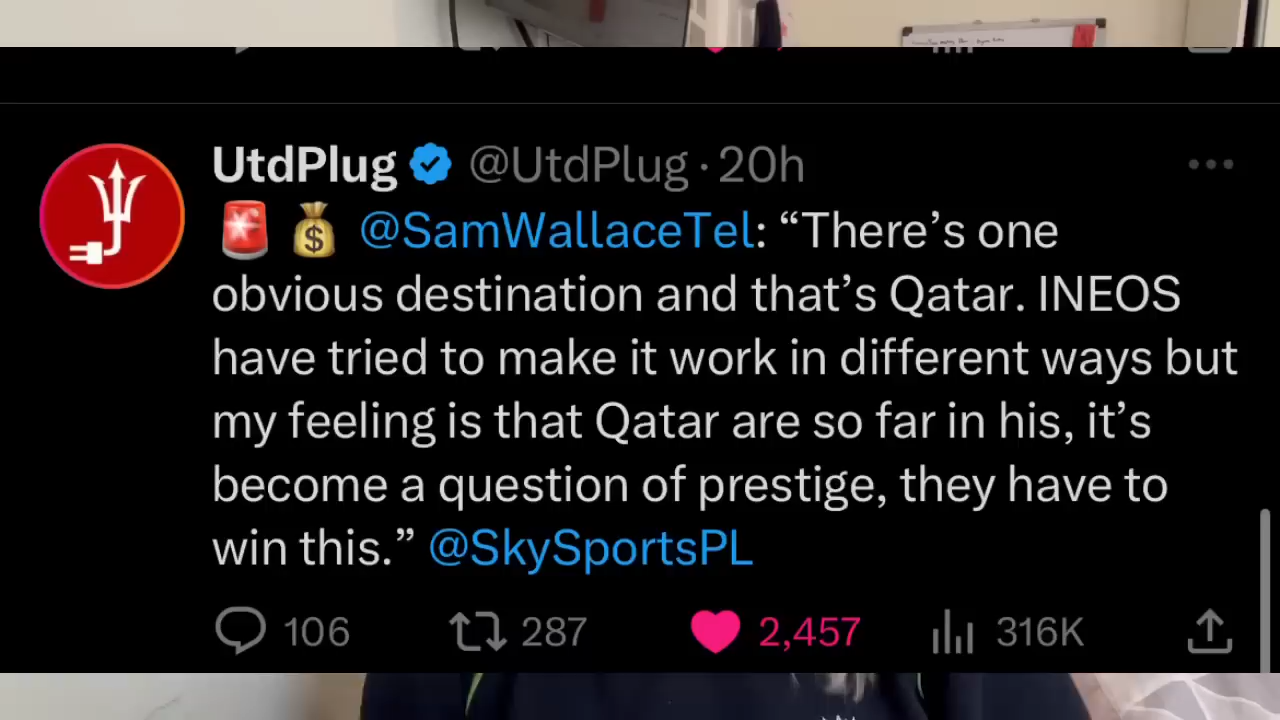 UtdPlug @UtdPlug · 20h
🚨 💰 @SamWallaceTel: “There’s one
obvious destination and that’s Qatar. INEOS
have tried to make it work in different ways but
my feeling is that Qatar are so far in his, it’s
become a question of prestige, they have to
win this.” @SkySportsPL
106 287 2,457 316K